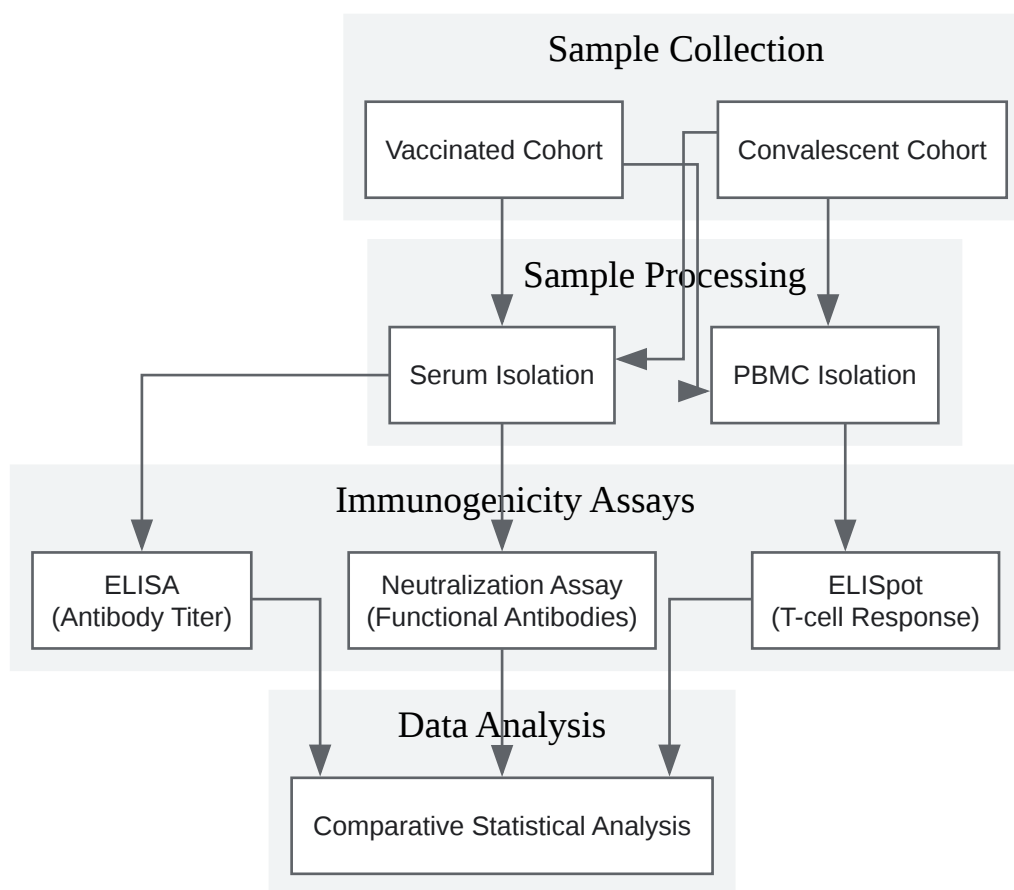 Sample Collection
Vaccinated Cohort
Convalescent Cohort
Sample Processing
Serum Isolation
PBMC Isolation
Immunogenicity Assays
ELISA
(Antibody Titer)
Neutralization Assay
(Functional Antibodies)
ELISpot
(T-cell Response)
Data Analysis
Comparative Statistical Analysis